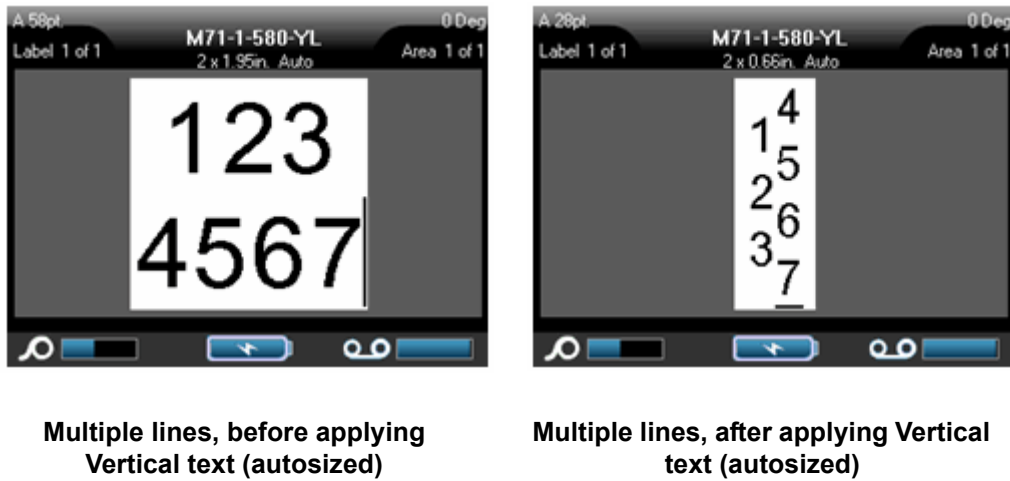 A 58pt. 0 Deg
Label 1 of 1 M71-1-580-YL Area 1 of 1
2 x 1.95in. Auto
123
4567
A 28pt. 0 Deg
Label 1 of 1 M71-1-580-YL Area 1 of 1
2 x 0.66in. Auto
4
1
5
2
6
3
7
Multiple lines, before applying
Vertical text (autosized)
Multiple lines, after applying Vertical
text (autosized)